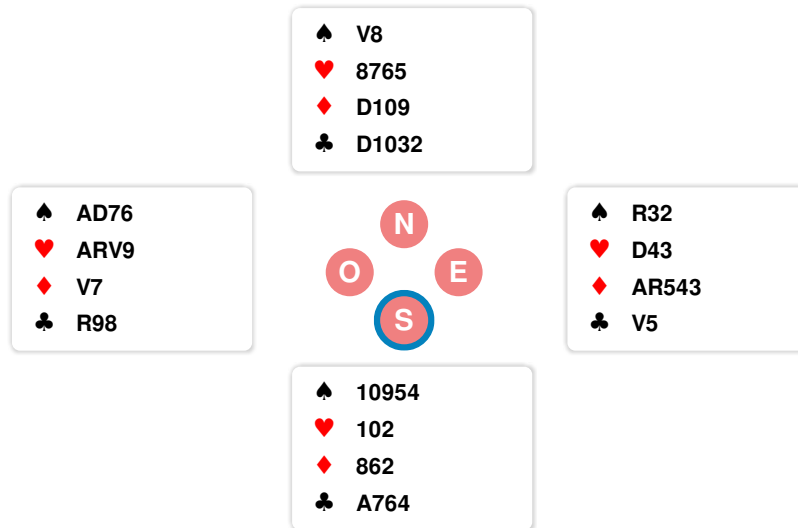 ♠ V8
♥ 8765
♦ D109
♣ D1032
♠ AD76
♥ ARV9
♦ V7
♣ R98
N
O E
S
♠ R32
♥ D43
♦ AR543
♣ V5
♠ 10954
♥ 102
♦ 862
♣ A764